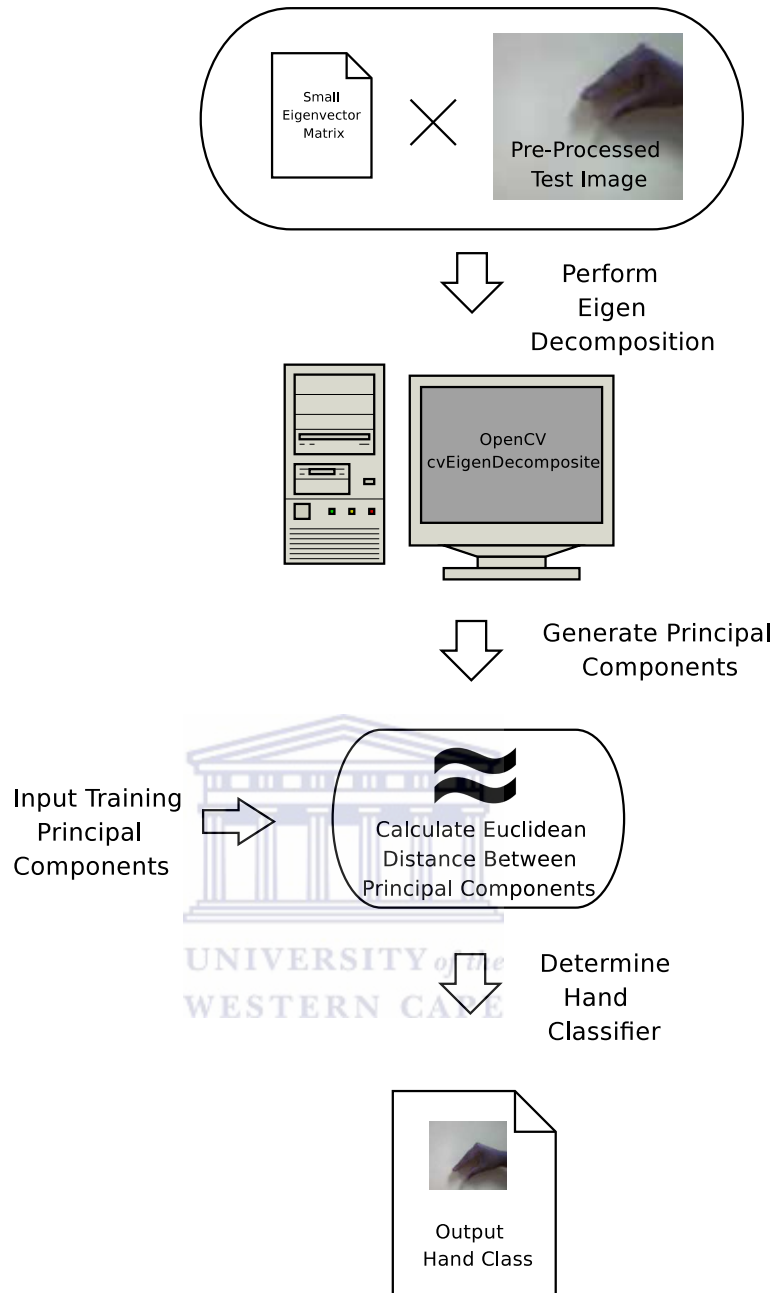 Small
Eigenvector
Matrix
Pre-Processed
Test Image
Perform
Eigen
Decomposition
OpenCV
cvEigenDecomposite
Generate Principal
Components
Input Training
Principal
Components
Calculate Euclidean
Distance Between
Principal Components
UNIVERSITY of the
WESTERN CAPE
Determine
Hand
Classifier
Output
Hand Class